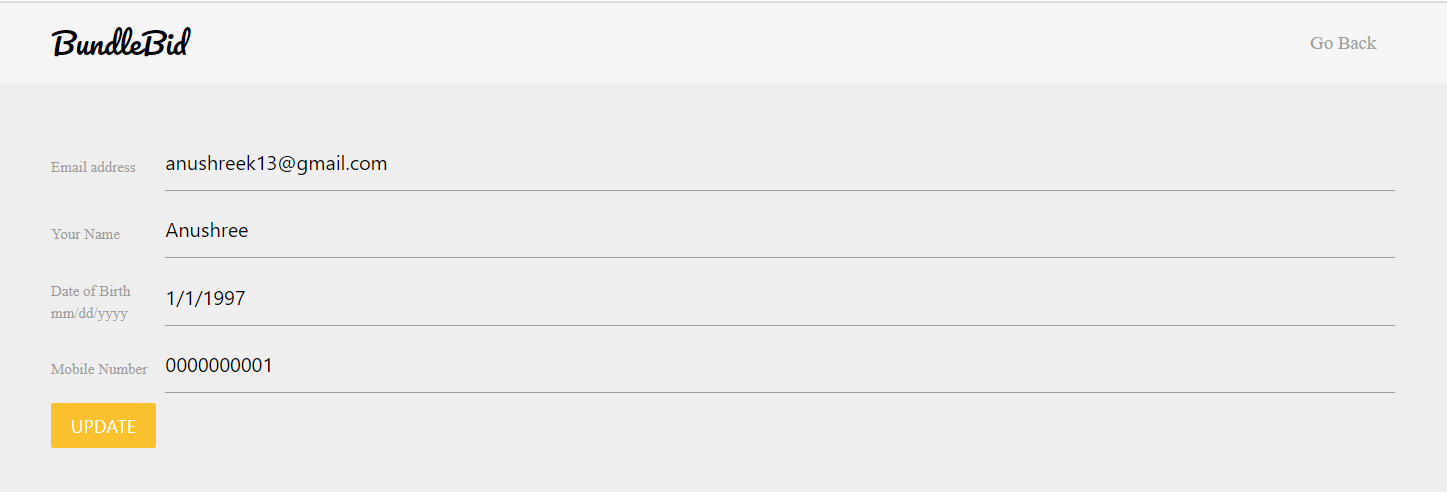 BundleBid
Go Back
Email address
anushreek13@gmail.com
Your Name
Anushree
Date of Birth
mm/dd/yyyy
1/1/1997
Mobile Number
0000000001
UPDATE